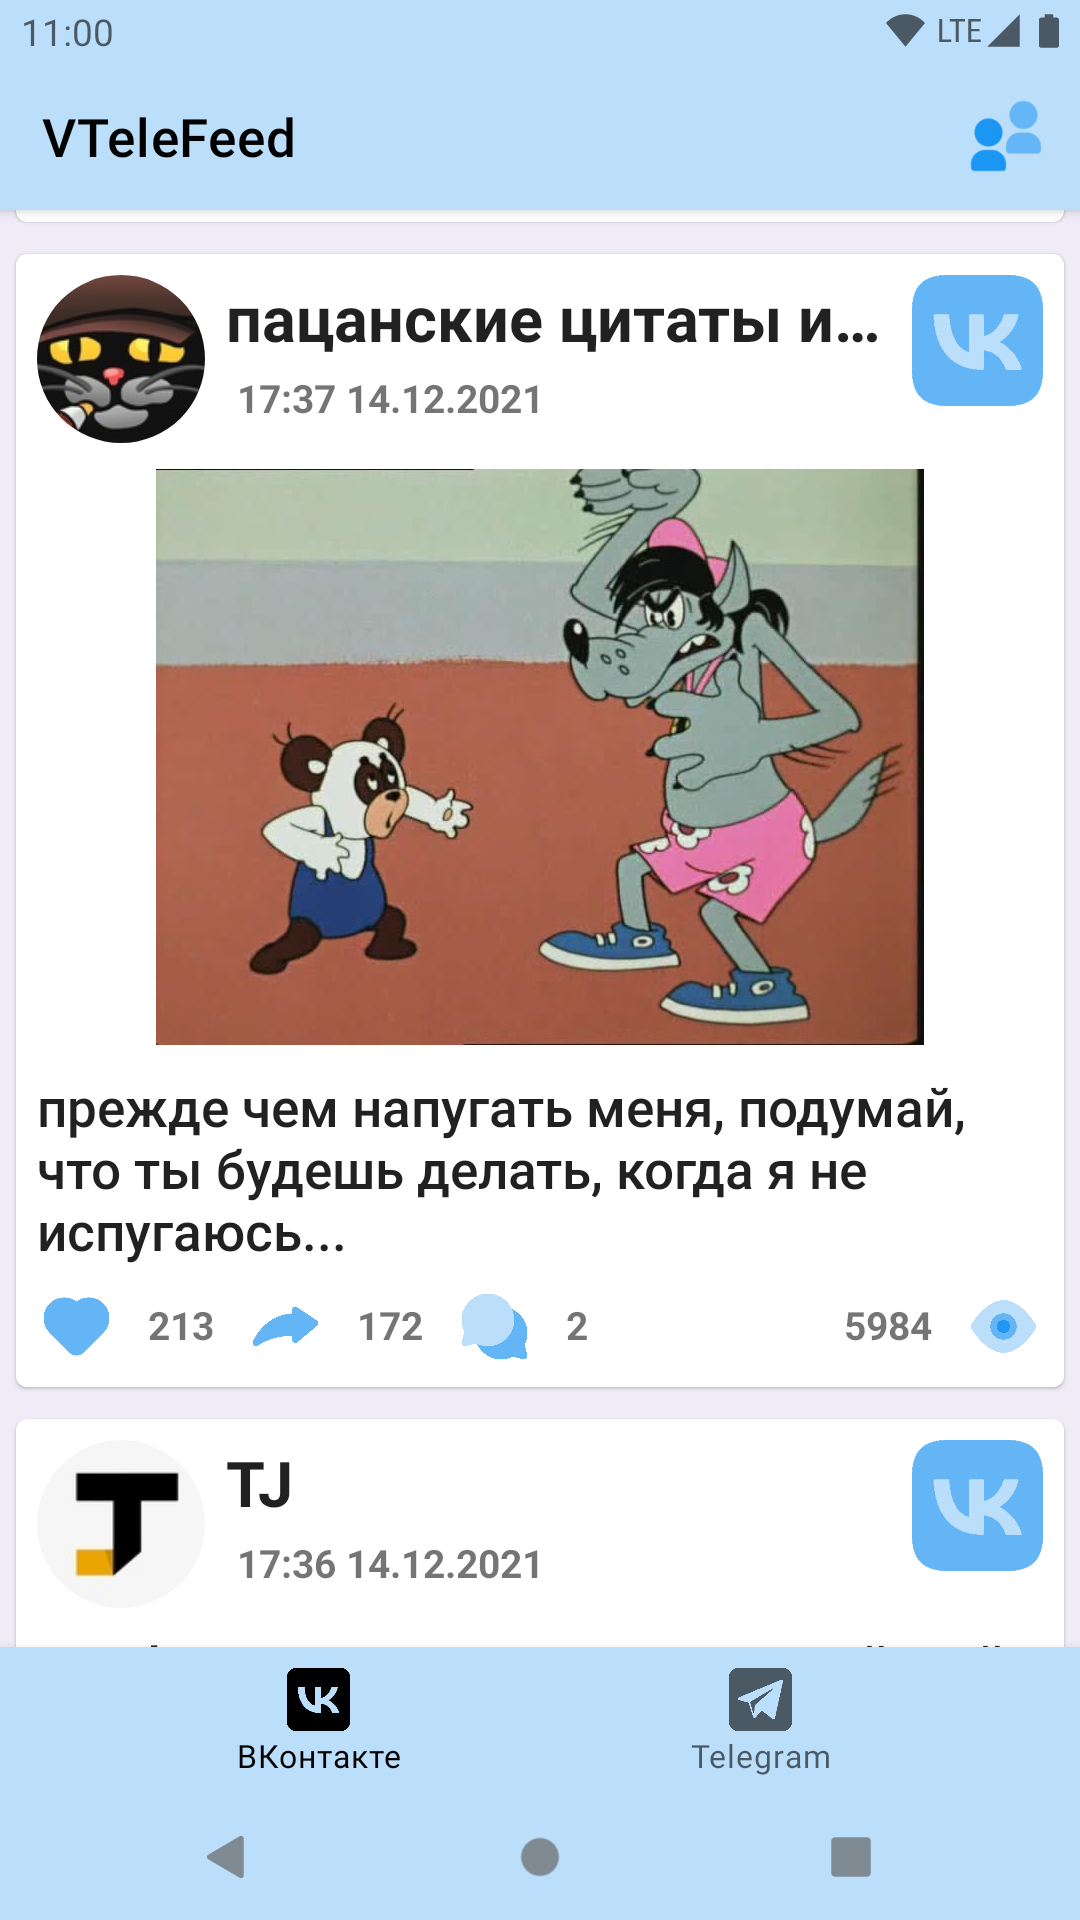 11:00
LTE
VTeleFeed
пацанские цитаты и...
17:37 14.12.2021
прежде чем напугать меня, подумай,
что ты будешь делать, когда я не
испугаюсь...
213 172 2 5984
TJ
17:36 14.12.2021
ВКонтакте Telegram